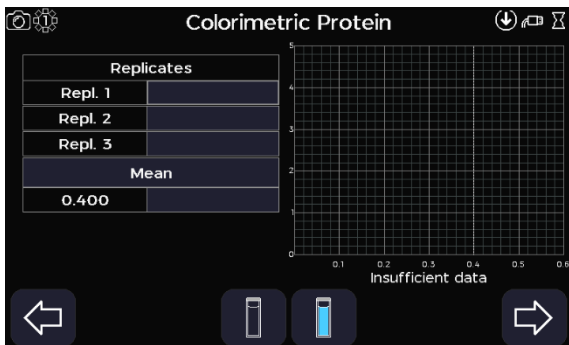 1
Colorimetric Protein
Replicates
Repl. 1
Repl. 2
Repl. 3
Mean
0.400
5
4
3
2
1
0
0.1 0.2 0.3 0.4 0.5 0.6
Insufficient data